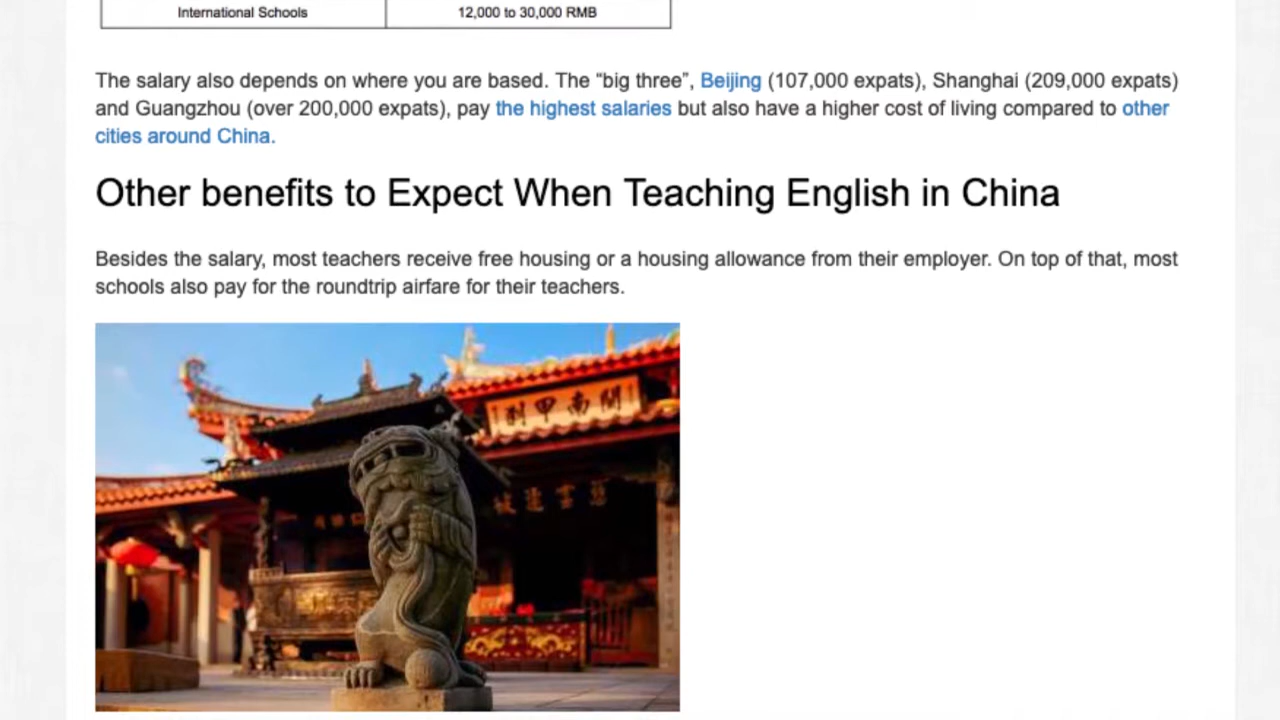 International Schools 12,000 to 30,000 RMB
The salary also depends on where you are based. The “big three”, Beijing (107,000 expats), Shanghai (209,000 expats)
and Guangzhou (over 200,000 expats), pay the highest salaries but also have a higher cost of living compared to other
cities around China.
Other benefits to Expect When Teaching English in China
Besides the salary, most teachers receive free housing or a housing allowance from their employer. On top of that, most
schools also pay for the roundtrip airfare for their teachers.
刹甲南閩